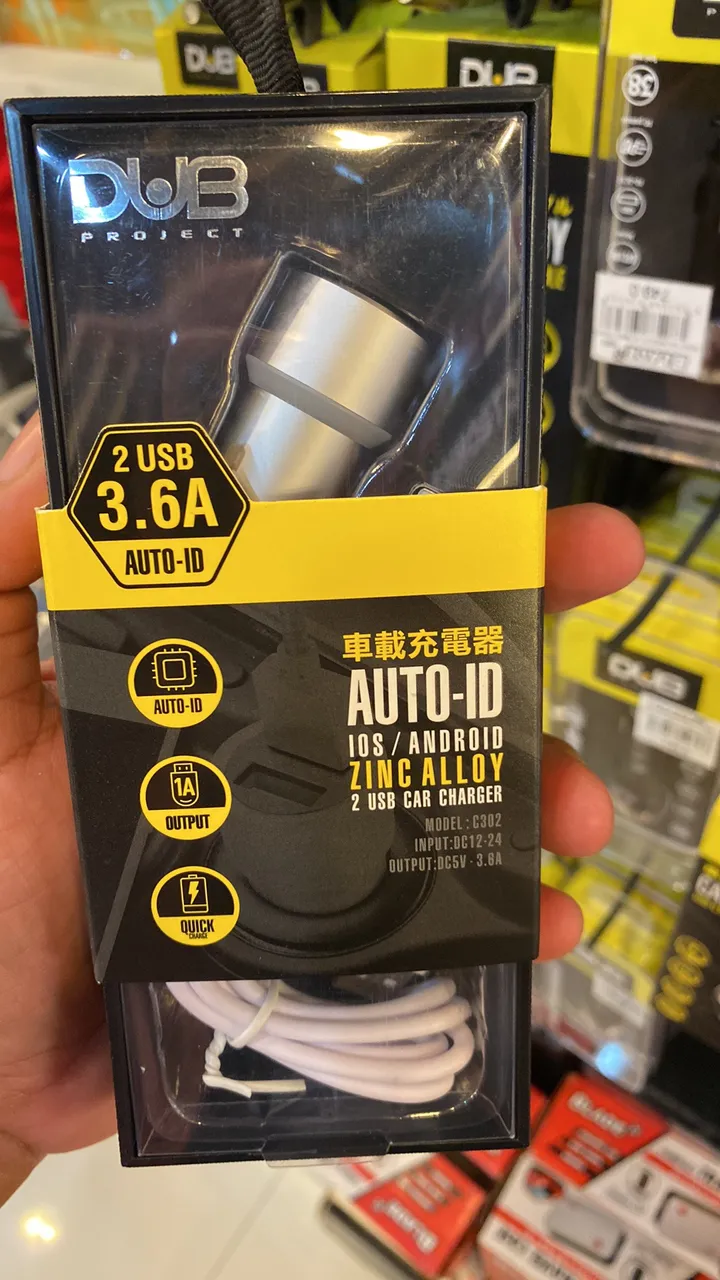 DUB
PROJECT
2 USB
3.6A
AUTO-ID
AUTO-ID
1A
OUTPUT
QUICK
CHARGE
車載充電器
AUTO-ID
IOS / ANDROID
ZINC ALLOY
2 USB CAR CHARGER
MODEL : C302
INPUT:DC12-24
OUTPUT:DC5V - 3.6A
DUB
DUB
DUB